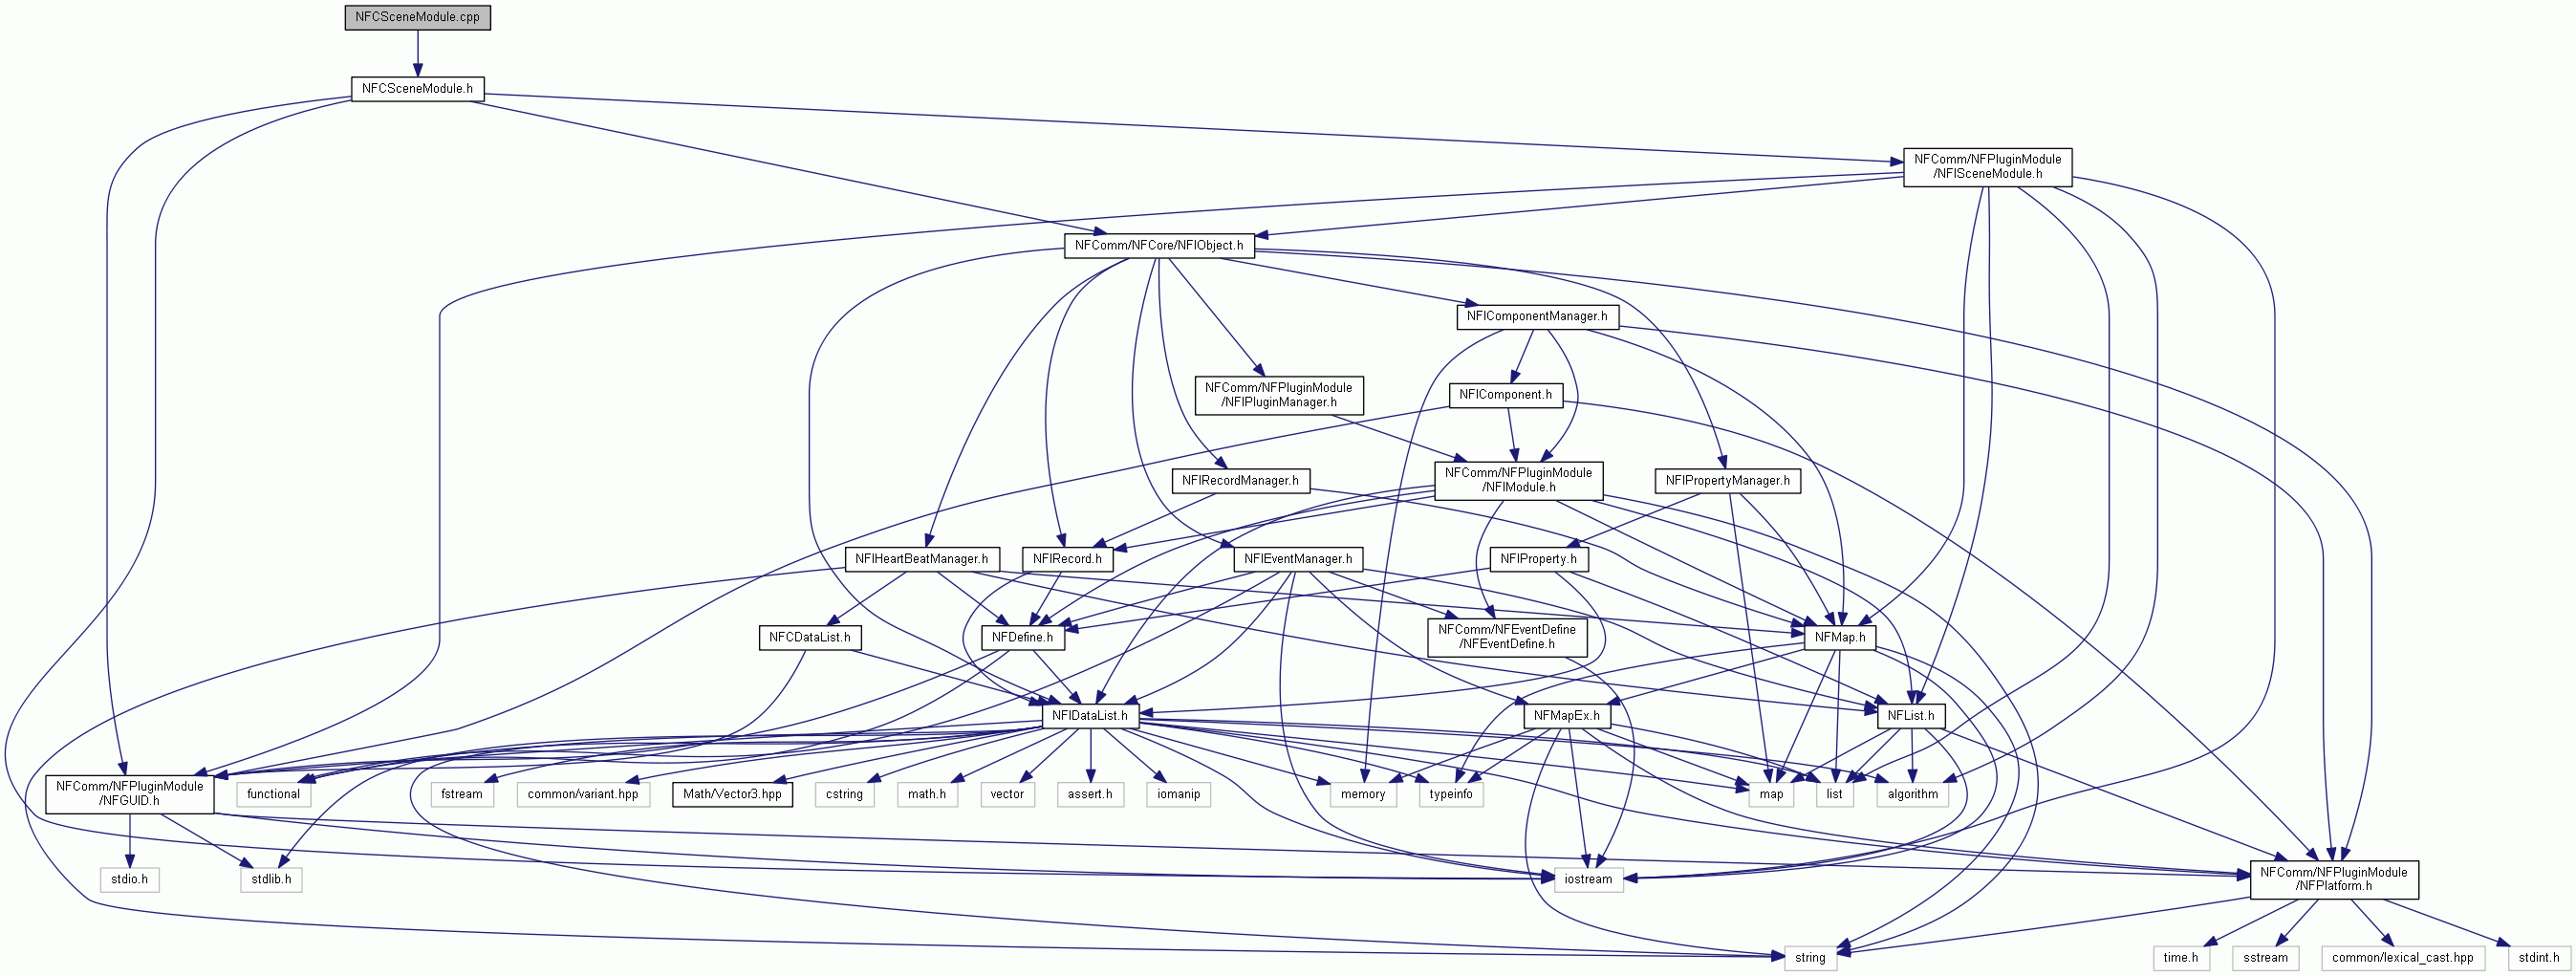 NFCSceneModule.cpp
NFCSceneModule.h
NFComm/NFPluginModule
/NFISceneModule.h
NFComm/NFCore/NFIObject.h
NFIComponentManager.h
NFComm/NFPluginModule
/NFIPluginManager.h
NFIComponent.h
NFIRecordManager.h
NFComm/NFPluginModule
/NFIModule.h
NFIPropertyManager.h
NFIHeartBeatManager.h
NFIRecord.h
NFIEventManager.h
NFIProperty.h
NFCDataList.h
NFDefine.h
NFComm/NFEventDefine
/NFEventDefine.h
NFMap.h
NFIDataList.h
NFMapEx.h
NFList.h
NFComm/NFPluginModule
/NFGUID.h
functional
fstream
common/variant.hpp
Math/Vector3.hpp
cstring
math.h
vector
assert.h
iomanip
memory
typeinfo
map
list
algorithm
stdio.h
stdlib.h
iostream
NFComm/NFPluginModule
/NFPlatform.h
string
time.h
sstream
common/lexical_cast.hpp
stdint.h